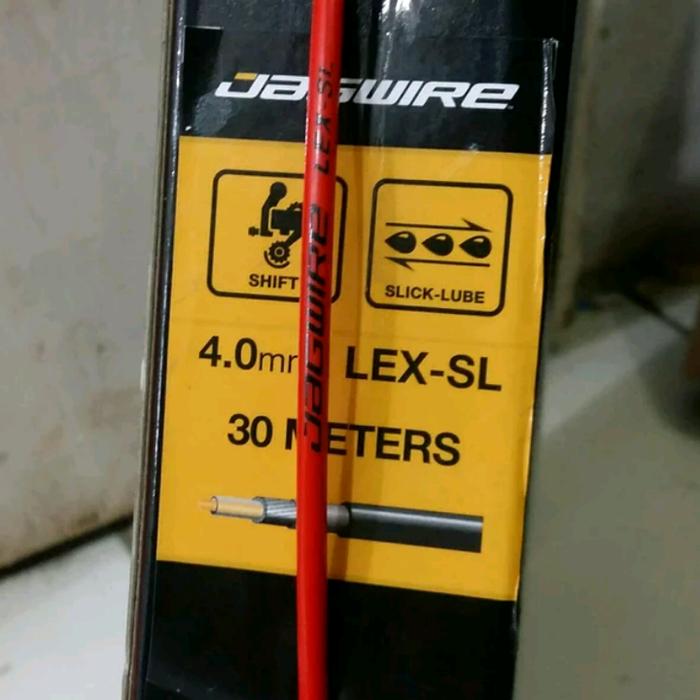 JAGWIRE
SHIFT
SLICK-LUBE
4.0mm LEX-SL
30 METERS
JAGWIRE LEX-SL